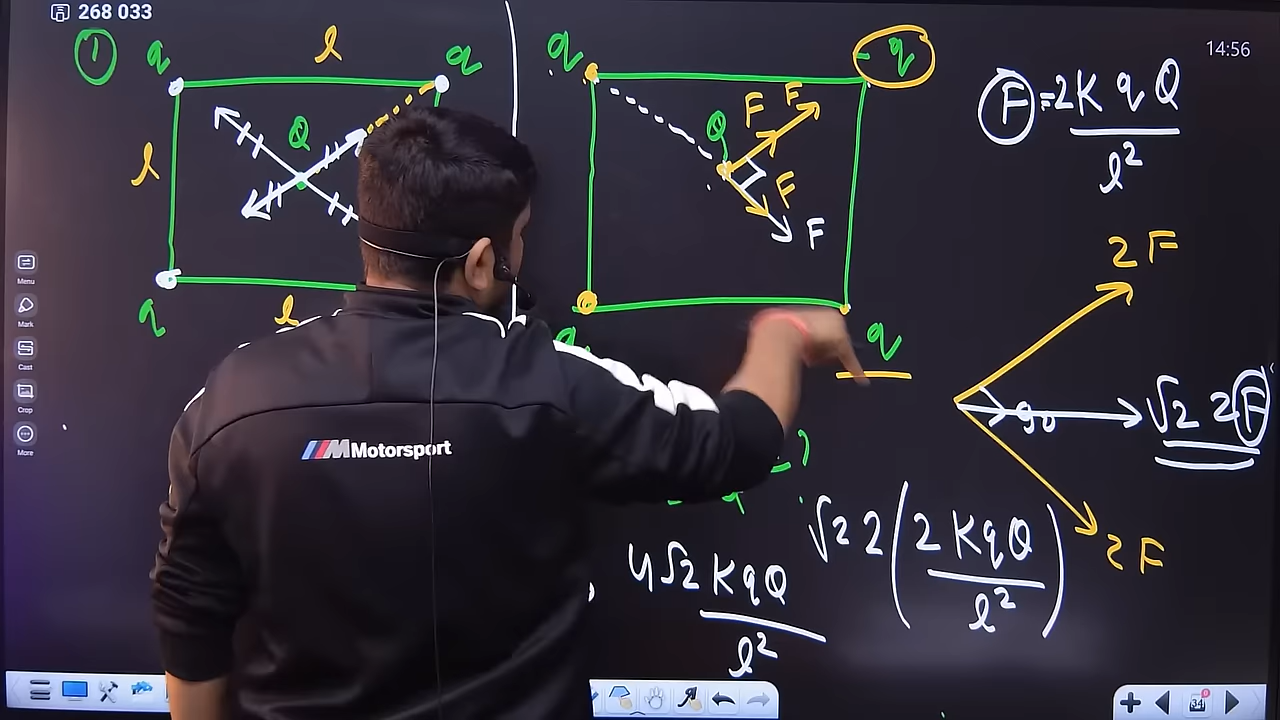 268 033
14:56
①
q
l
q
l
Q
q
l
q
-q
Q
F
F
F
F
q
F = 2KqQ
l²
2F
90
√2 2F
2F
√2 2(2KqQ
l²)
4√2 KqQ
l²
Menu
Mark
Cast
Crop
More
M Motorsport
34